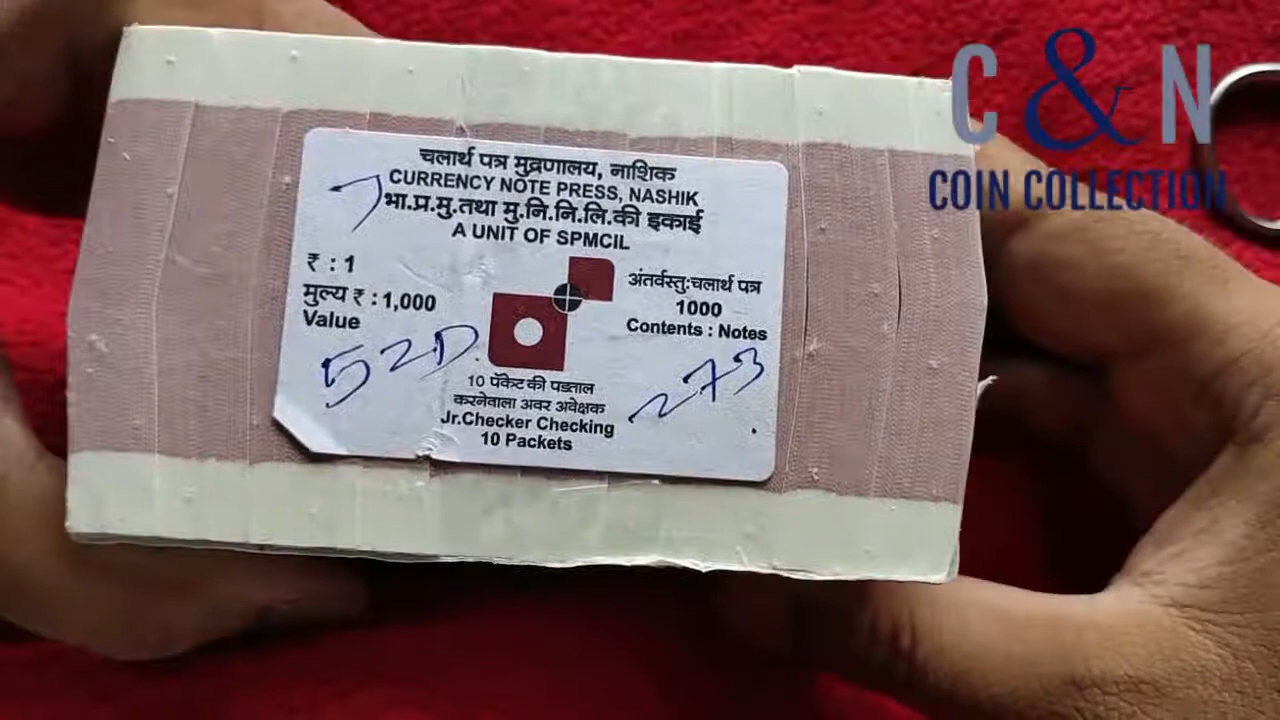 C & N
COIN COLLECTION
चलार्थ पत्र मुद्रणालय, नाशिक
CURRENCY NOTE PRESS, NASHIK
भा.प्र.मु.तथा मु.नि.नि.लि.की इकाई
A UNIT OF SPMCIL
₹ : 1
मुल्य ₹ : 1,000
Value
अंतर्वस्तु:चलार्थ पत्र
1000
Contents : Notes
52D
273
10 पॅकेट की पडताल
करनेवाला अवर अवेक्षक
Jr.Checker Checking
10 Packets